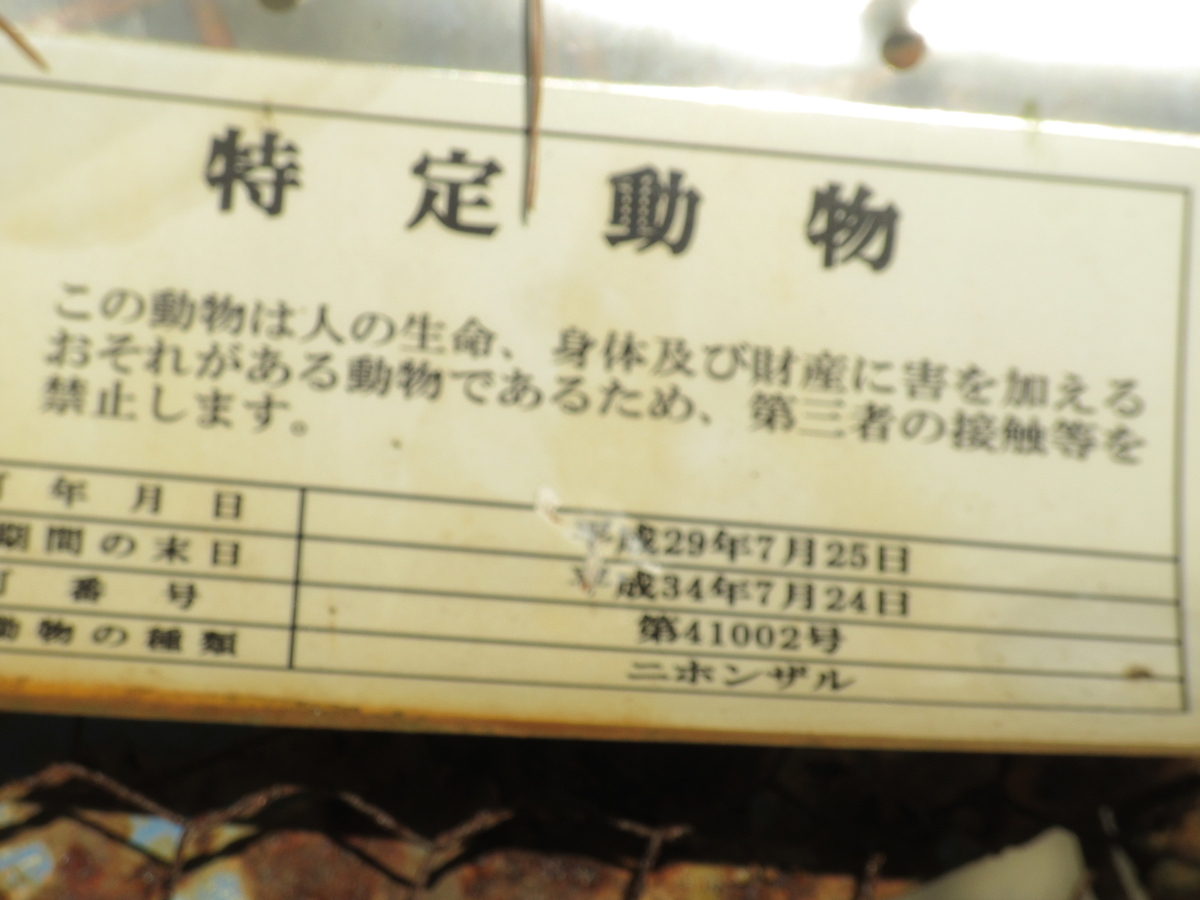 特定動物
この動物は人の生命、身体及び財産に害を加える
おそれがある動物であるため、第三者の接触等を
禁止します。
年月日 平成29年7月25日
期間の末日 平成34年7月24日
番号 第41002号
動物の種類 ニホンザル